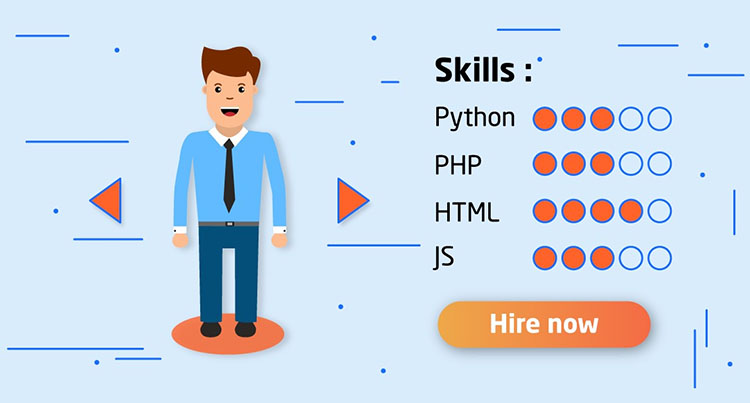 Skills :
Python
PHP
HTML
JS
Hire now